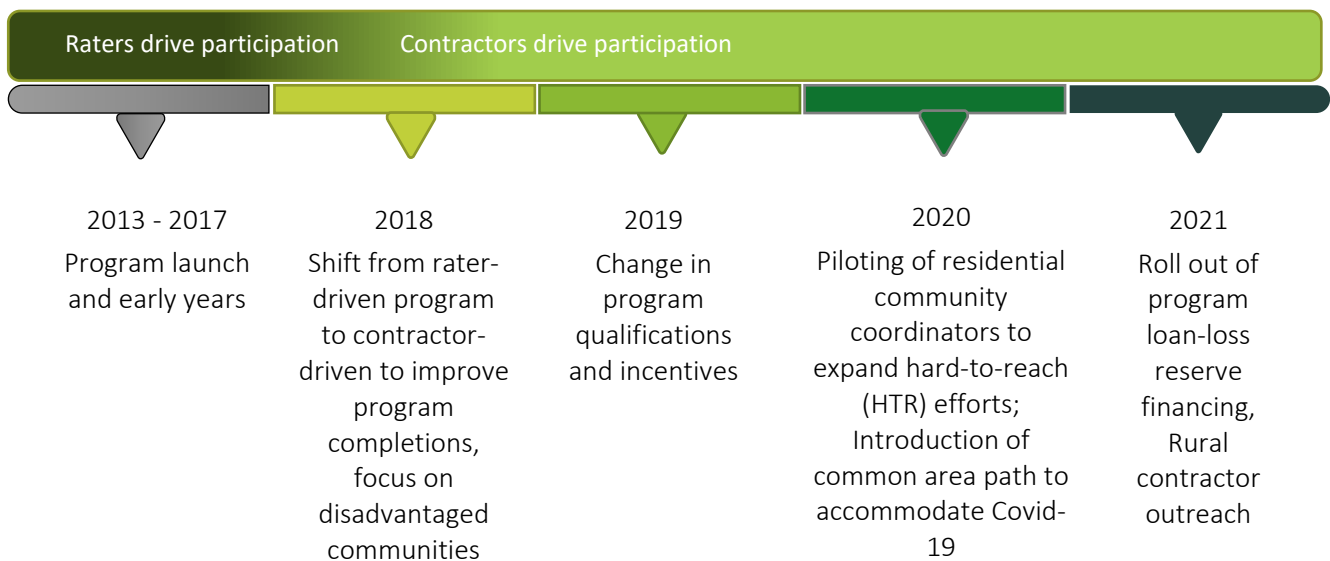 Raters drive participation
Contractors drive participation
2013 - 2017
Program launch
and early years
2018
Shift from rater-
driven program
to contractor-
driven to improve
program
completions,
focus on
disadvantaged
communities
2019
Change in
program
qualifications
and incentives
2020
Piloting of residential
community
coordinators to
expand hard-to-reach
(HTR) efforts;
Introduction of
common area path to
accommodate Covid-
19
2021
Roll out of
program
loan-loss
reserve
financing,
Rural
contractor
outreach